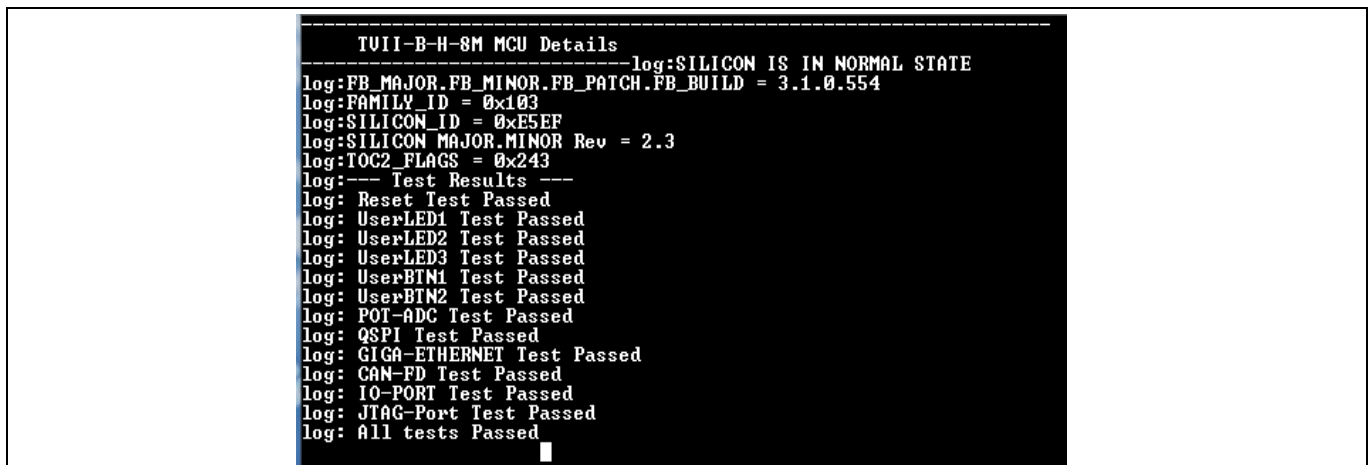 --------------------------------------------------------------------------
TVII-B-H-8M MCU Details
--------------------------------log:SILICON IS IN NORMAL STATE
log:FB_MAJOR.FB_MINOR.FB_PATCH.FB_BUILD = 3.1.0.554
log:FAMILY_ID = 0x103
log:SILICON_ID = 0xE5EF
log:SILICON MAJOR.MINOR Rev = 2.3
log:TOC2_FLAGS = 0x243
log:--- Test Results ---
log: Reset Test Passed
log: UserLED1 Test Passed
log: UserLED2 Test Passed
log: UserLED3 Test Passed
log: UserBTN1 Test Passed
log: UserBTN2 Test Passed
log: POT-ADC Test Passed
log: QSPI Test Passed
log: GIGA-ETHERNET Test Passed
log: CAN-FD Test Passed
log: IO-PORT Test Passed
log: JTAG-Port Test Passed
log: All tests Passed